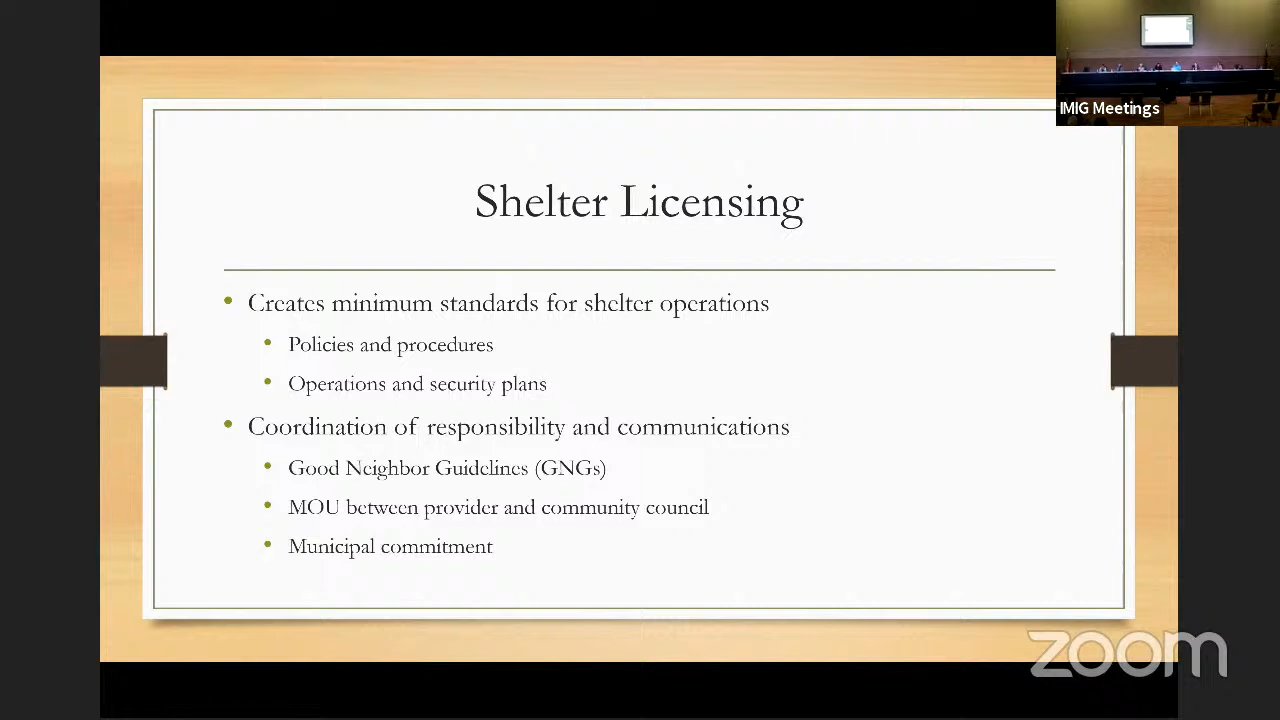 IMIG Meetings
Shelter Licensing
• Creates minimum standards for shelter operations
• Policies and procedures
• Operations and security plans
• Coordination of responsibility and communications
• Good Neighbor Guidelines (GNGs)
• MOU between provider and community council
• Municipal commitment
zoom